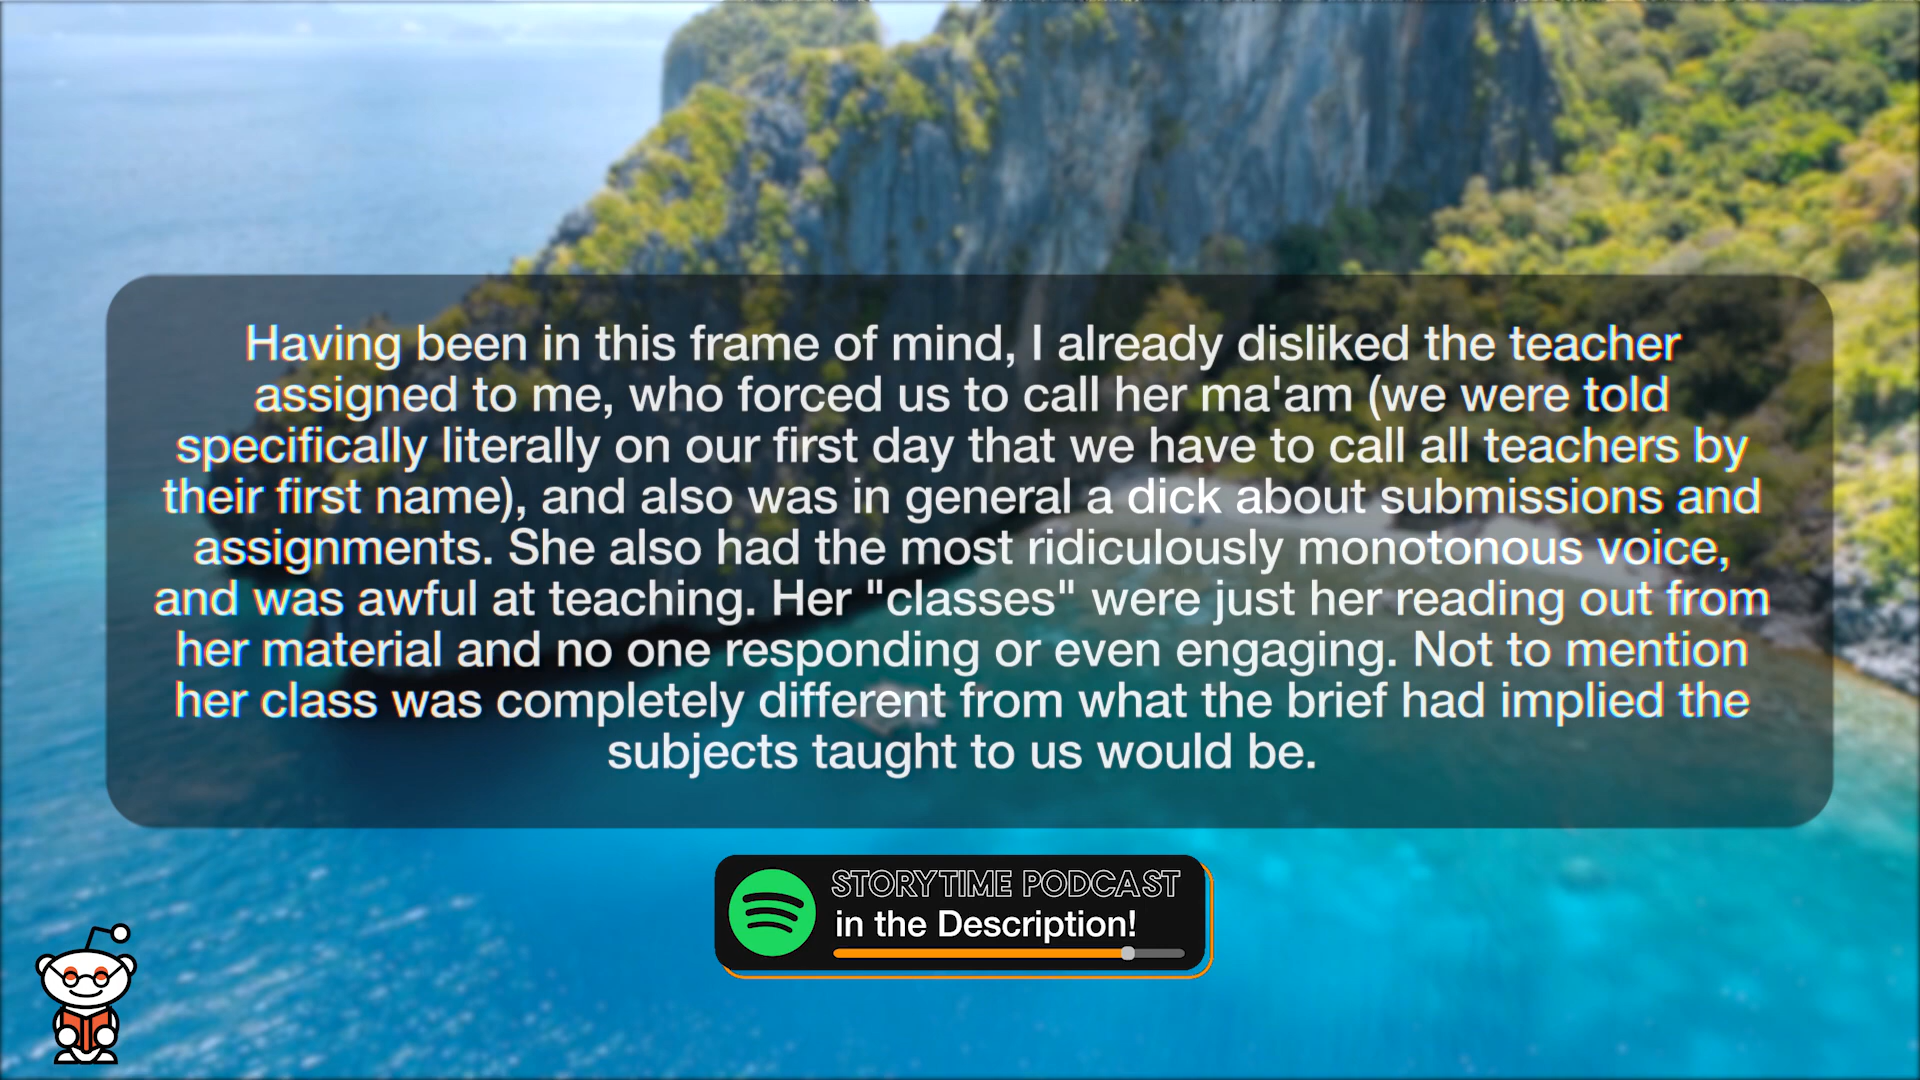 Having been in this frame of mind, I already disliked the teacher
assigned to me, who forced us to call her ma'am (we were told
specifically literally on our first day that we have to call all teachers by
their first name), and also was in general a dick about submissions and
assignments. She also had the most ridiculously monotonous voice,
and was awful at teaching. Her "classes" were just her reading out from
her material and no one responding or even engaging. Not to mention
her class was completely different from what the brief had implied the
subjects taught to us would be.
STORYTIME PODCAST
in the Description!